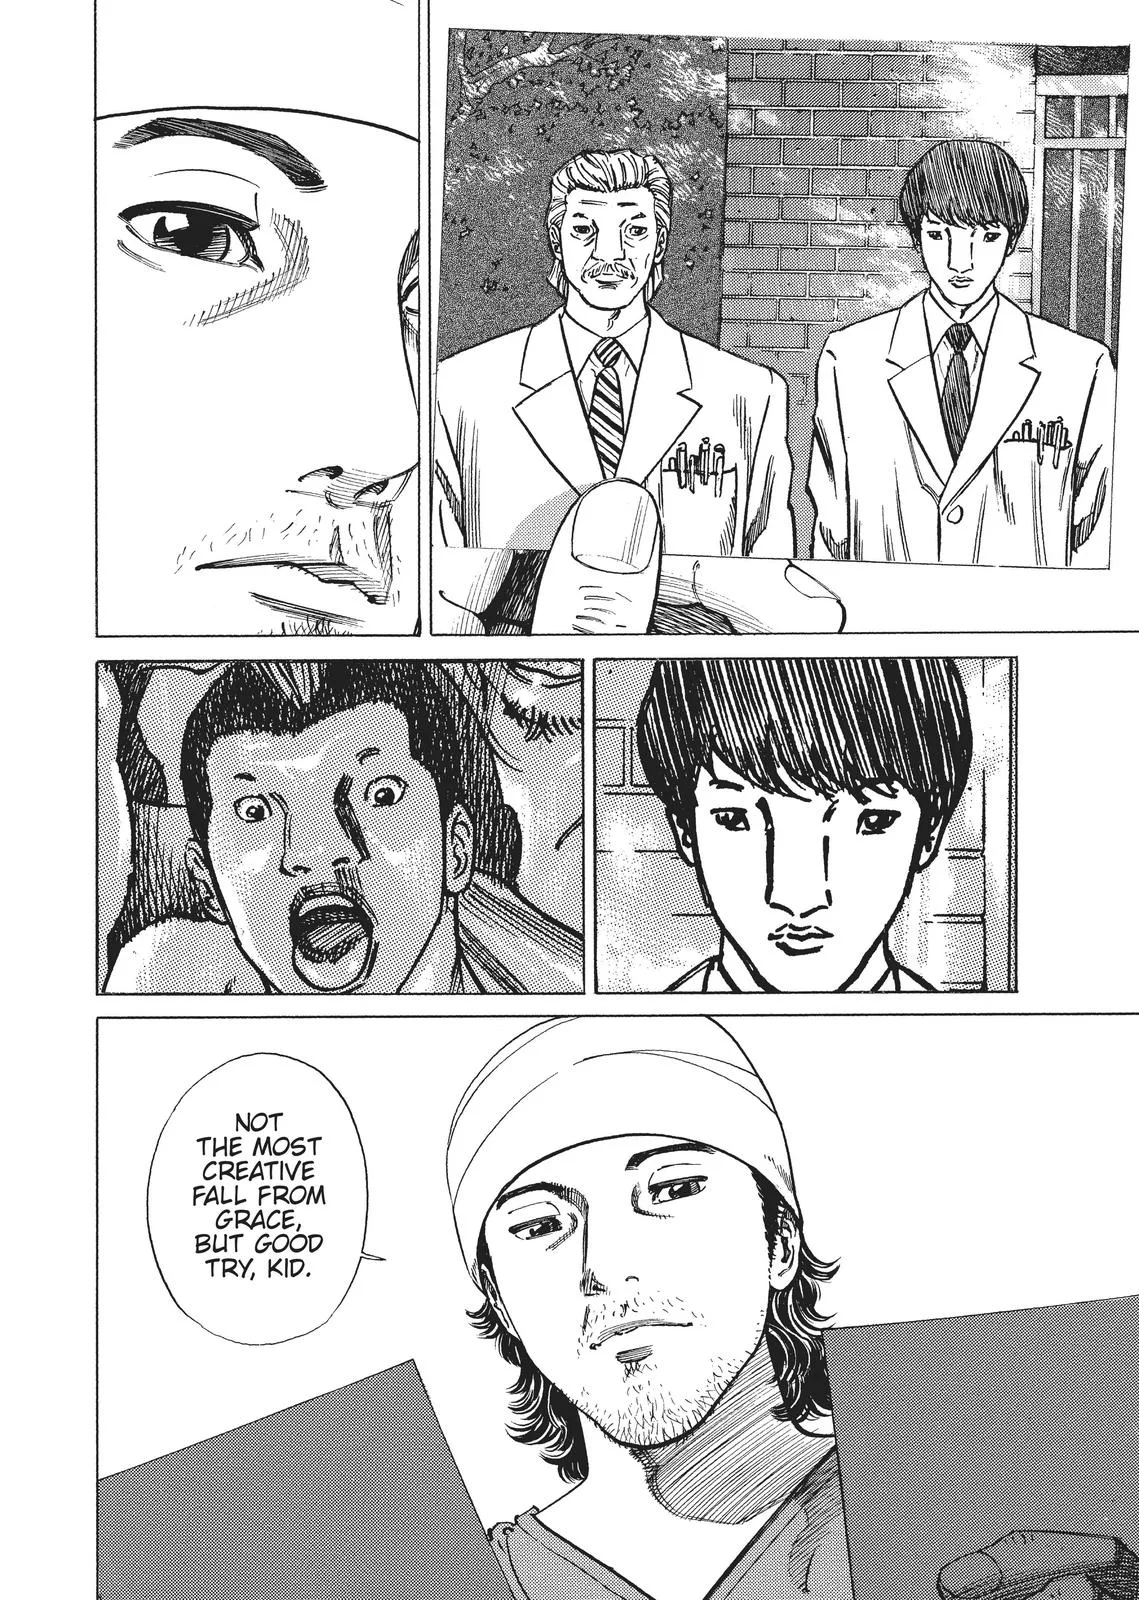 NOT
THE MOST
CREATIVE
FALL FROM
GRACE,
BUT GOOD
TRY, KID.